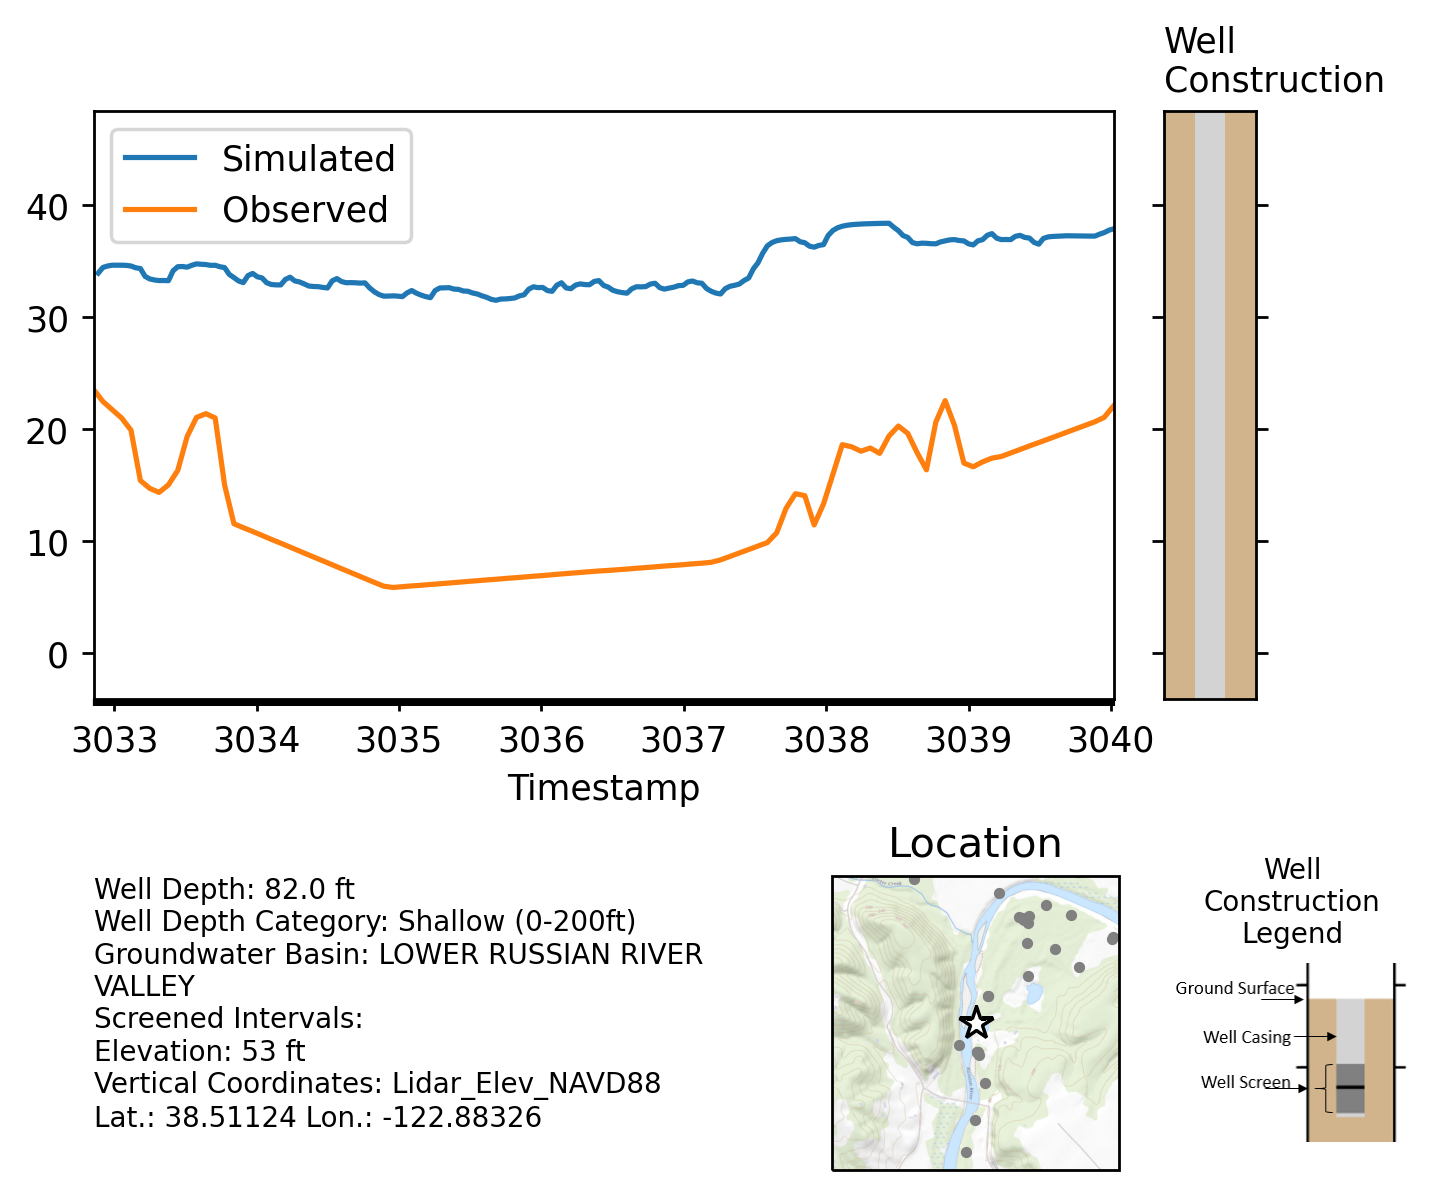 Well
Construction
Simulated
Observed
40
30
20
10
0
3033 3034 3035 3036 3037 3038 3039 3040
Timestamp
Well Depth: 82.0 ft
Well Depth Category: Shallow (0-200ft)
Groundwater Basin: LOWER RUSSIAN RIVER
VALLEY
Screened Intervals:
Elevation: 53 ft
Vertical Coordinates: Lidar_Elev_NAVD88
Lat.: 38.51124 Lon.: -122.88326
Location
Well
Construction
Legend
Ground Surface
Well Casing
Well Screen